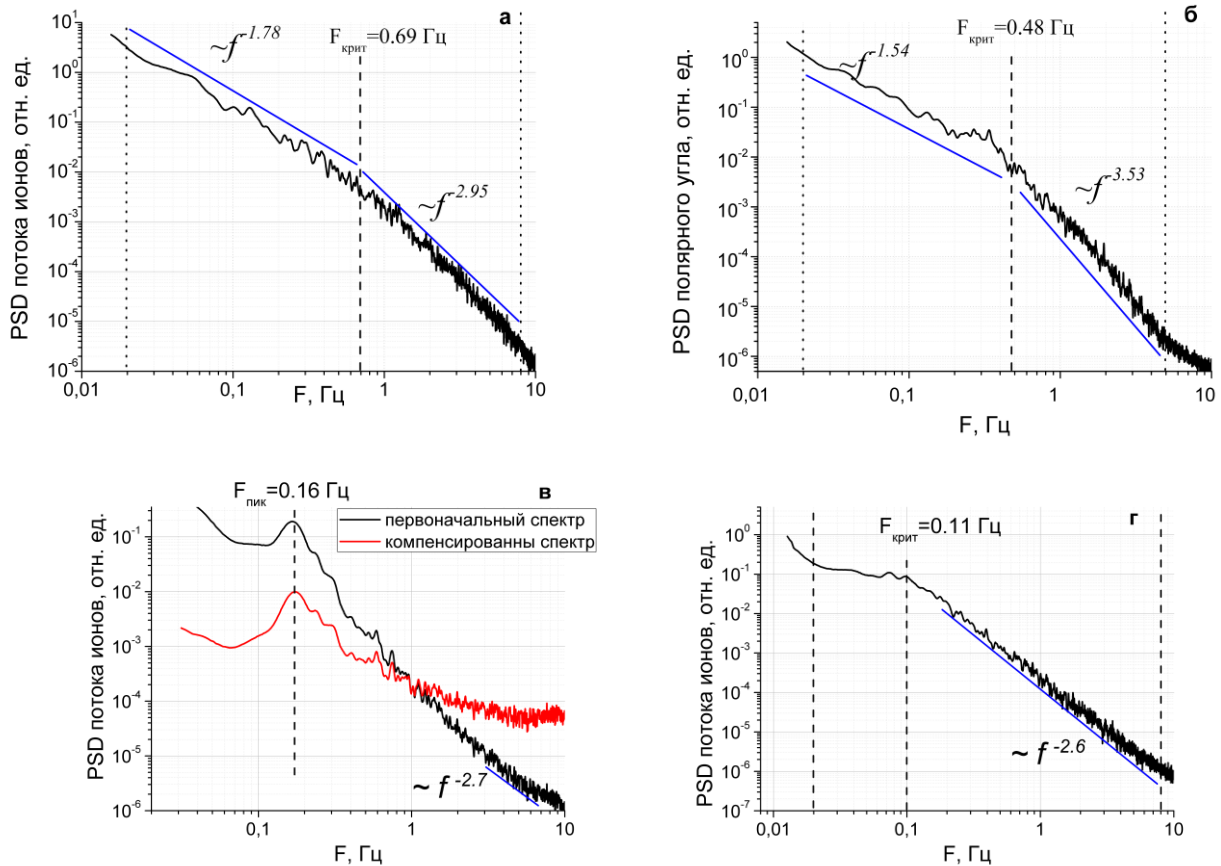 а
~f^-1.78
F_крит=0.69 Гц
~f^-2.95
PSD потока ионов, отн. ед.
10^1
10^0
10^-1
10^-2
10^-3
10^-4
10^-5
10^-6
0,01
0,1
1
10
F, Гц
б
F_крит=0.48 Гц
~f^-1.54
~f^-3.53
PSD полярного угла, отн. ед.
10^1
10^0
10^-1
10^-2
10^-3
10^-4
10^-5
10^-6
0,01
0,1
1
10
F, Гц
в
F_пик=0.16 Гц
первоначальный спектр
компенсированны спектр
~ f^-2.7
PSD потока ионов, отн. ед.
10^-1
10^-2
10^-3
10^-4
10^-5
10^-6
0,1
1
10
F, Гц
г
F_крит=0.11 Гц
~ f^-2.6
PSD потока ионов, отн. ед.
10^0
10^-1
10^-2
10^-3
10^-4
10^-5
10^-6
10^-7
0,01
0,1
1
10
F, Гц